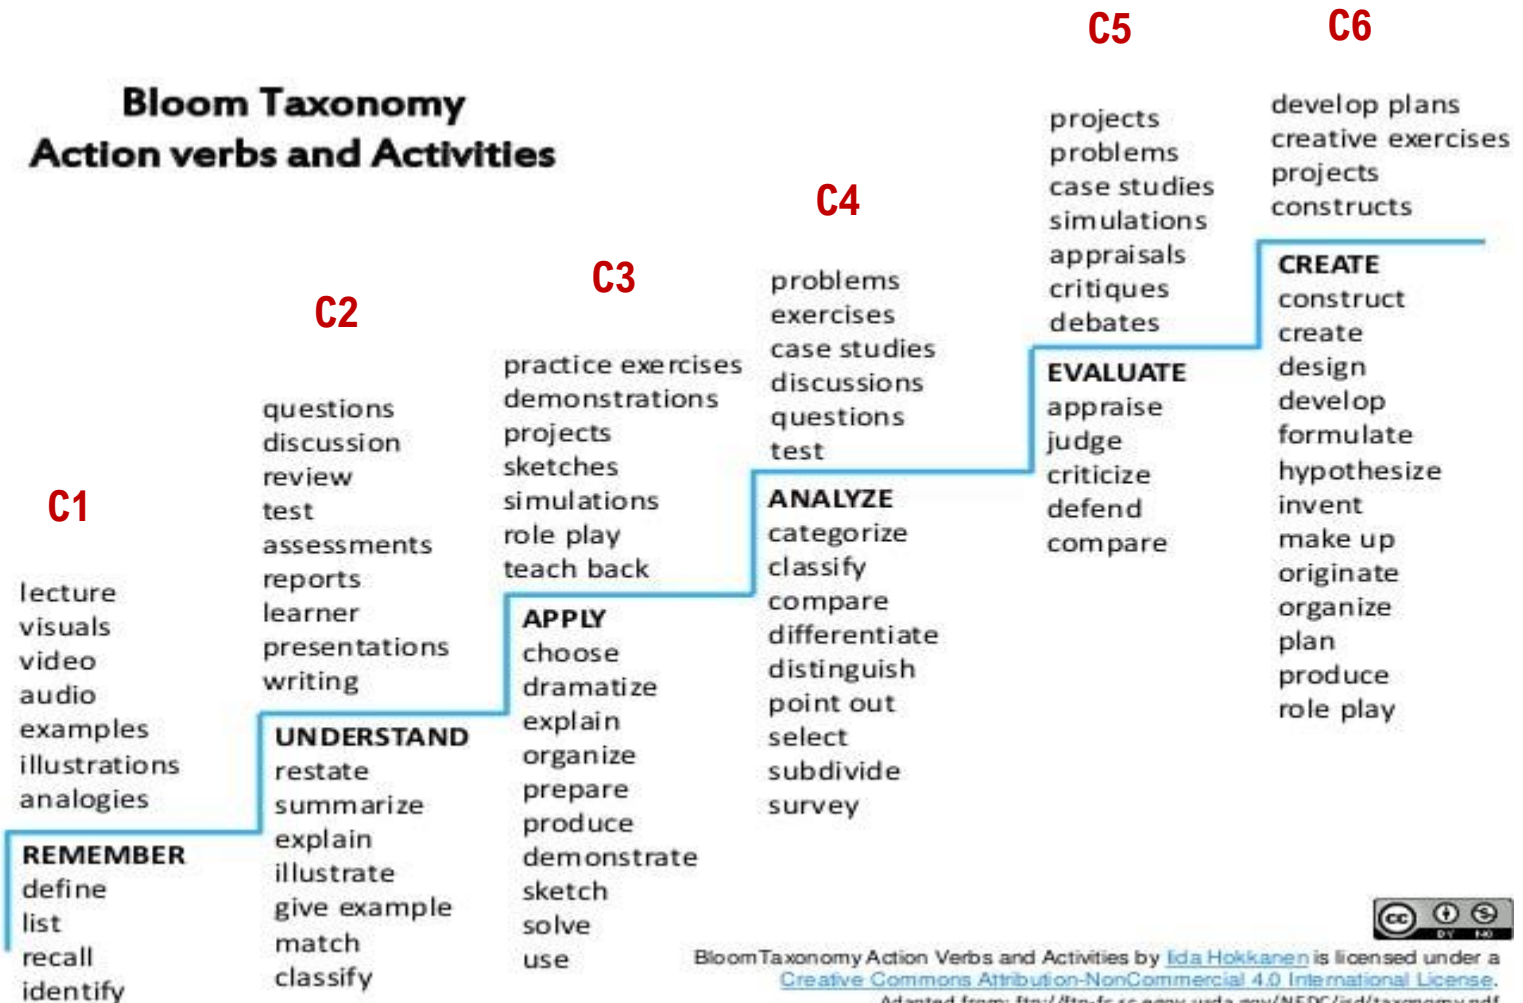 Bloom Taxonomy
Action verbs and Activities
C1
lecture
visuals
video
audio
examples
illustrations
analogies
REMEMBER
define
list
recall
identify
C2
questions
discussion
review
test
assessments
reports
learner
presentations
writing
UNDERSTAND
restate
summarize
explain
illustrate
give example
match
classify
C3
practice exercises
demonstrations
projects
sketches
simulations
role play
teach back
APPLY
choose
dramatize
explain
organize
prepare
produce
demonstrate
sketch
solve
use
C4
problems
exercises
case studies
discussions
questions
test
ANALYZE
categorize
classify
compare
differentiate
distinguish
point out
select
subdivide
survey
C5
projects
problems
case studies
simulations
appraisals
critiques
debates
EVALUATE
appraise
judge
criticize
defend
compare
C6
develop plans
creative exercises
projects
constructs
CREATE
construct
create
design
develop
formulate
hypothesize
invent
make up
originate
organize
plan
produce
role play
cc
BY
Bloom Taxonomy Action Verbs and Activities by Iida Hokkanen is licensed under a
Creative Commons Attribution-NonCommercial 4.0 International License.
Adapted from: